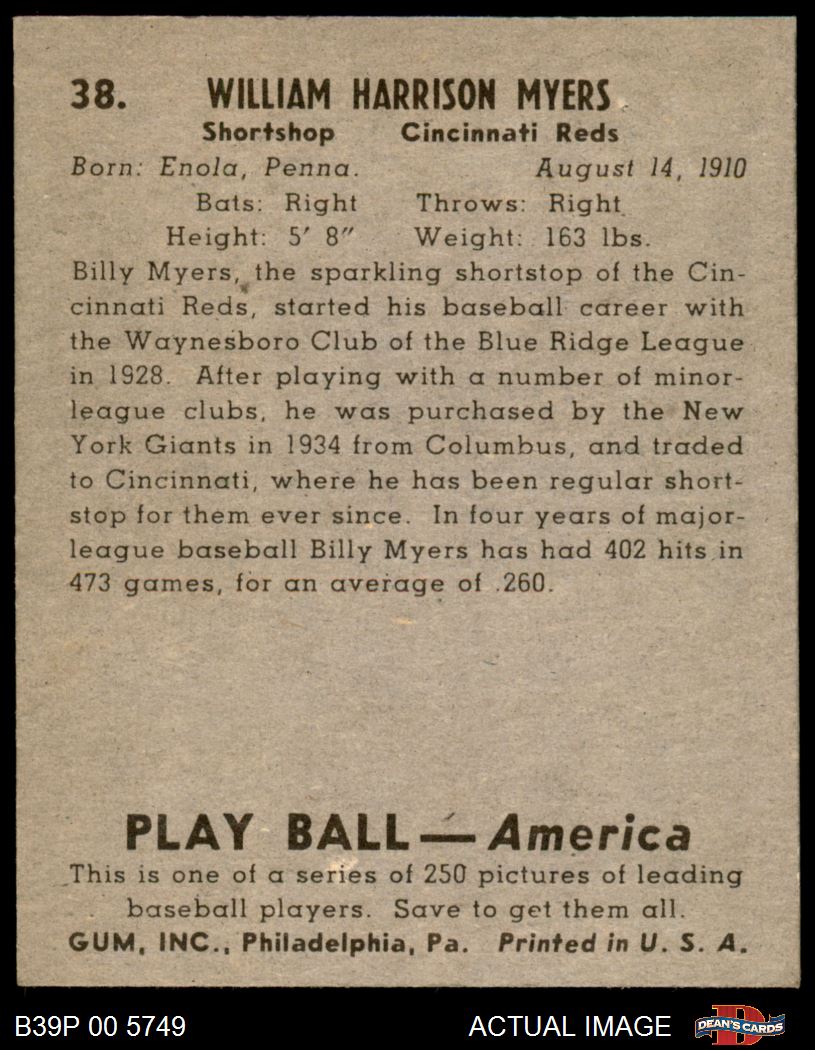 38. WILLIAM HARRISON MYERS
Shortshop Cincinnati Reds
Born: Enola, Penna. August 14, 1910
Bats: Right Throws: Right
Height: 5' 8" Weight: 163 lbs.
Billy Myers, the sparkling shortstop of the Cin-
cinnati Reds, started his baseball career with
the Waynesboro Club of the Blue Ridge League
in 1928. After playing with a number of minor-
league clubs, he was purchased by the New
York Giants in 1934 from Columbus, and traded
to Cincinnati, where he has been regular short-
stop for them ever since. In four years of major-
league baseball Billy Myers has had 402 hits in
473 games, for an average of .260.
PLAY BALL — America
This is one of a series of 250 pictures of leading
baseball players. Save to get them all.
GUM, INC., Philadelphia, Pa. Printed in U. S. A.
B39P 00 5749 ACTUAL IMAGE D DEAN'S CARDS